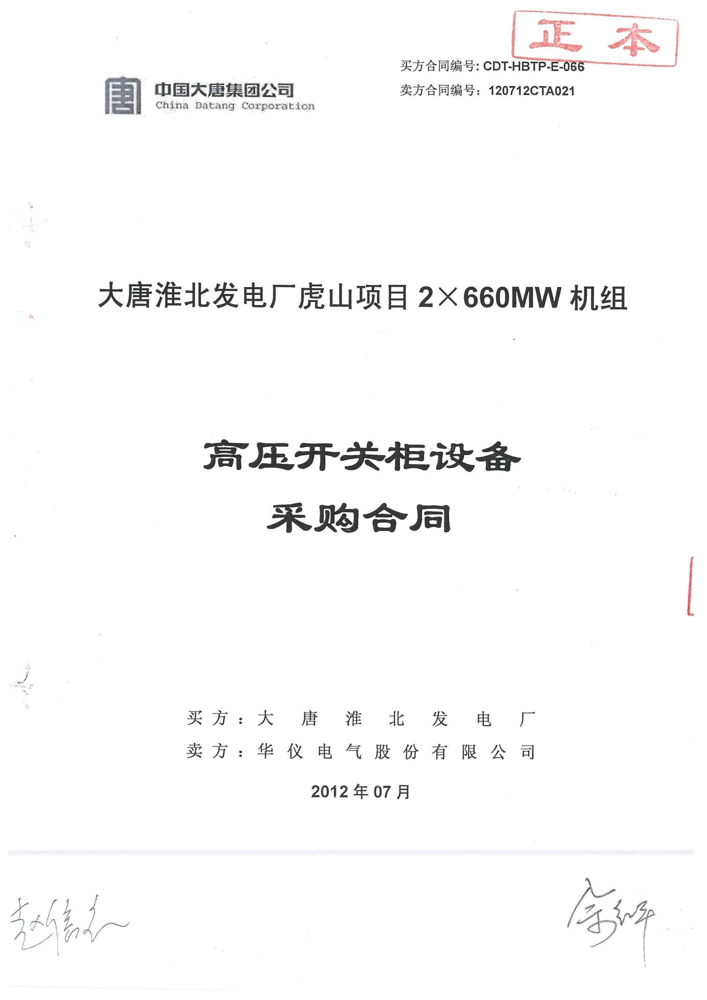 正 本
买方合同编号: CDT-HBTP-E-066
中国大唐集团公司
卖方合同编号：120712CTA021
China Datang Corporation
大唐淮北发电厂虎山项目 2×660MW 机组
高压开关柜设备
采购合同
买方：大唐淮北发电厂
卖方：华仪电气股份有限公司
2012 年 07 月